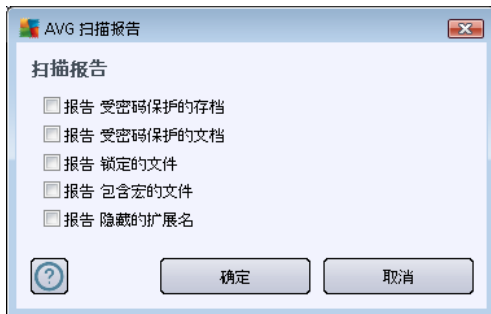 AVG 扫描报告
扫描报告
报告 受密码保护的存档
报告 受密码保护的文档
报告 锁定的文件
报告 包含宏的文件
报告 隐藏的扩展名
? 确定 取消